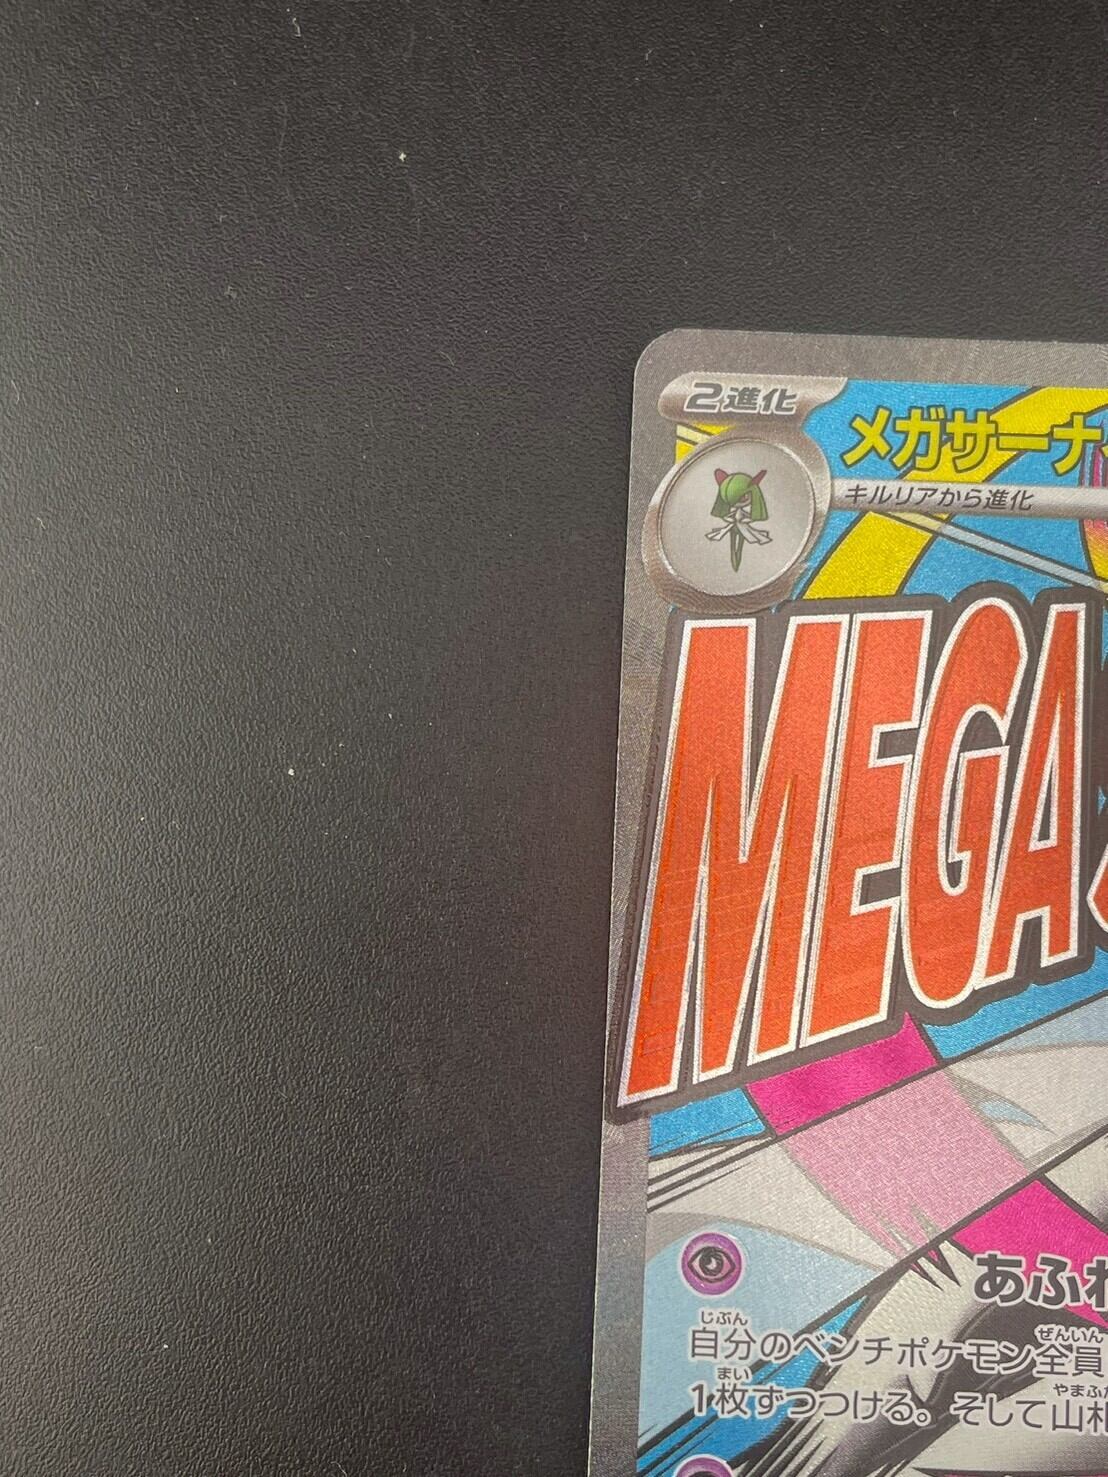 2進化
メガサーナ
キルリアから進化
MEGA
あふれ
じぶん ぜんいん
自分のベンチポケモン全員
まい やまふだ
1枚ずつつける。そして山札